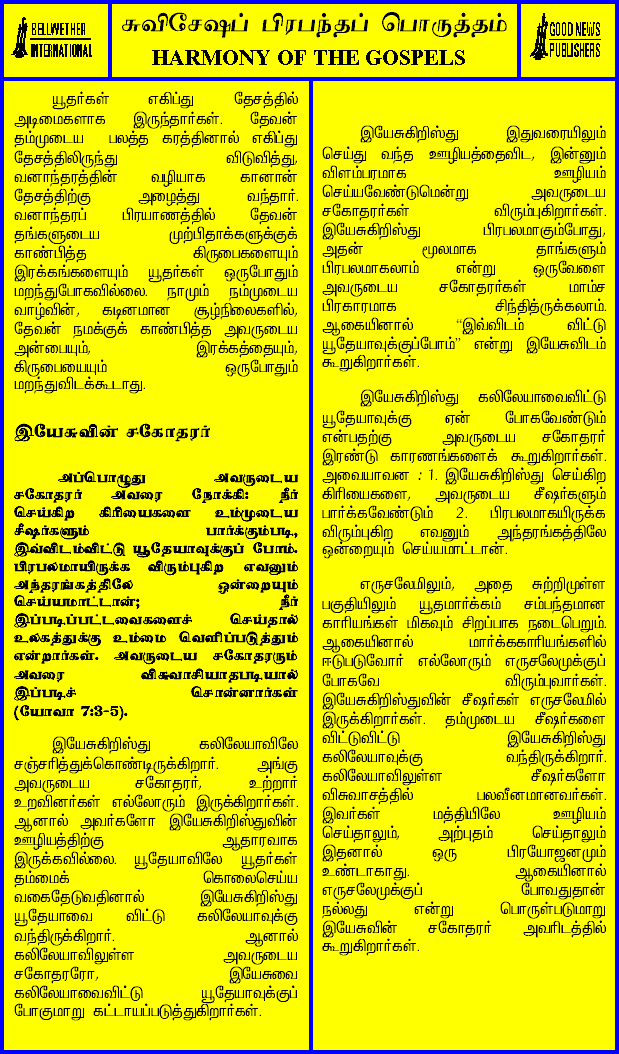 BELLWETHER
INTERNATIONAL
சுவிசேஷப் பிரபந்தப் பொருத்தம்
HARMONY OF THE GOSPELS
GOOD NEWS
PUBLISHERS
யூதர்கள் எகிப்து தேசத்தில்
அடிமைகளாக இருந்தார்கள். தேவன்
தம்முடைய பலத்த கரத்தினால் எகிப்து
தேசத்திலிருந்து விடுவித்து,
வனாந்தரத்தின் வழியாக கானான்
தேசத்திற்கு அழைத்து வந்தார்.
வனாந்தரப் பிரயாணத்தில் தேவன்
தங்களுடைய முற்பிதாக்களுக்குக்
காண்பித்த கிருபைகளையும்
இரக்கங்களையும் யூதர்கள் ஒருபோதும்
மறந்துபோகவில்லை. நாமும் நம்முடைய
வாழ்வின், கடினமான சூழ்நிலைகளில்,
தேவன் நமக்குக் காண்பித்த அவருடைய
அன்பையும், இரக்கத்தையும்,
கிருபையையும் ஒருபோதும்
மறந்துவிடக்கூடாது.
இயேசுவின் சகோதரர்
அப்பொழுது அவருடைய
சகோதரர் அவரை நோக்கி: நீர்
செய்கிற கிரியைகளை உம்முடைய
சீஷர்களும் பார்க்கும்படி,
இவ்விடம்விட்டு யூதேயாவுக்குப் போம்.
பிரபலமாயிருக்க விரும்புகிற எவனும்
அந்தரங்கத்திலே ஒன்றையும்
செய்யமாட்டான்; நீர்
இப்படிப்பட்டவைகளைச் செய்தால்
உலகத்துக்கு உம்மை வெளிப்படுத்தும்
என்றார்கள். அவருடைய சகோதரரும்
அவரை விசுவாசியாதபடியால்
இப்படிச் சொன்னார்கள்
(யோவா 7:3-5).
இயேசுகிறிஸ்து கலிலேயாவிலே
சஞ்சரித்துக்கொண்டிருக்கிறார். அங்கு
அவருடைய சகோதரர், உற்றார்
உறவினர்கள் எல்லோரும் இருக்கிறார்கள்.
ஆனால் அவர்களோ இயேசுகிறிஸ்துவின்
ஊழியத்திற்கு ஆதாரவாக
இருக்கவில்லை. யூதேயாவிலே யூதர்கள்
தம்மைக் கொலைசெய்ய
வகைதேடுவதினால் இயேசுகிறிஸ்து
யூதேயாவை விட்டு கலிலேயாவுக்கு
வந்திருக்கிறார். ஆனால்
கலிலேயாவிலுள்ள அவருடைய
சகோதரரோ, இயேசுவை
கலிலேயாவைவிட்டு யூதேயாவுக்குப்
போகுமாறு கட்டாயப்படுத்துகிறார்கள்.
இயேசுகிறிஸ்து இதுவரையிலும்
செய்து வந்த ஊழியத்தைவிட, இன்னும்
விளம்பரமாக ஊழியம்
செய்யவேண்டுமென்று அவருடைய
சகோதரர்கள் விரும்புகிறார்கள்.
இயேசுகிறிஸ்து பிரபலமாகும்போது,
அதன் மூலமாக தாங்களும்
பிரபலமாகலாம் என்று ஒருவேளை
அவருடைய சகோதரர்கள் மாம்ச
பிரகாரமாக சிந்தித்ருக்கலாம்.
ஆகையினால் “இவ்விடம் விட்டு
யூதேயாவுக்குப்போம்” என்று இயேசுவிடம்
கூறுகிறார்கள்.
இயேசுகிறிஸ்து கலிலேயாவைவிட்டு
யூதேயாவுக்கு ஏன் போகவேண்டும்
என்பதற்கு அவருடைய சகோதரர்
இரண்டு காரணங்களைக் கூறுகிறார்கள்.
அவையாவன : 1. இயேசுகிறிஸ்து செய்கிற
கிரியைகளை, அவருடைய சீஷர்களும்
பார்க்கவேண்டும் 2. பிரபலமாகயிருக்க
விரும்புகிற எவனும் அந்தரங்கத்திலே
ஒன்றையும் செய்யமாட்டான்.
எருசலேமிலும், அதை சுற்றிமுள்ள
பகுதியிலும் யூதமார்க்கம் சம்பந்தமான
காரியங்கள் மிகவும் சிறப்பாக நடைபெறும்.
ஆகையினால் மார்க்ககாரியங்களில்
ஈடுபடுவோர் எல்லோரும் எருசலேமுக்குப்
போகவே விரும்புவார்கள்.
இயேசுகிறிஸ்துவின் சீஷர்கள் எருசலேமில்
இருக்கிறார்கள். தம்முடைய சீஷர்களை
விட்டுவிட்டு இயேசுகிறிஸ்து
கலிலேயாவுக்கு வந்திருக்கிறார்.
கலிலேயாவிலுள்ள சீஷர்களோ
விசுவாசத்தில் பலவீனமானவர்கள்.
இவர்கள் மத்தியிலே ஊழியம்
செய்தாலும், அற்புதம் செய்தாலும்
இதனால் ஒரு பிரயோஜனமும்
உண்டாகாது. ஆகையினால்
எருசலேமுக்குப் போவதுதான்
நல்லது என்று பொருள்படுமாறு
இயேசுவின் சகோதரர் அவரிடத்தில்
கூறுகிறார்கள்.